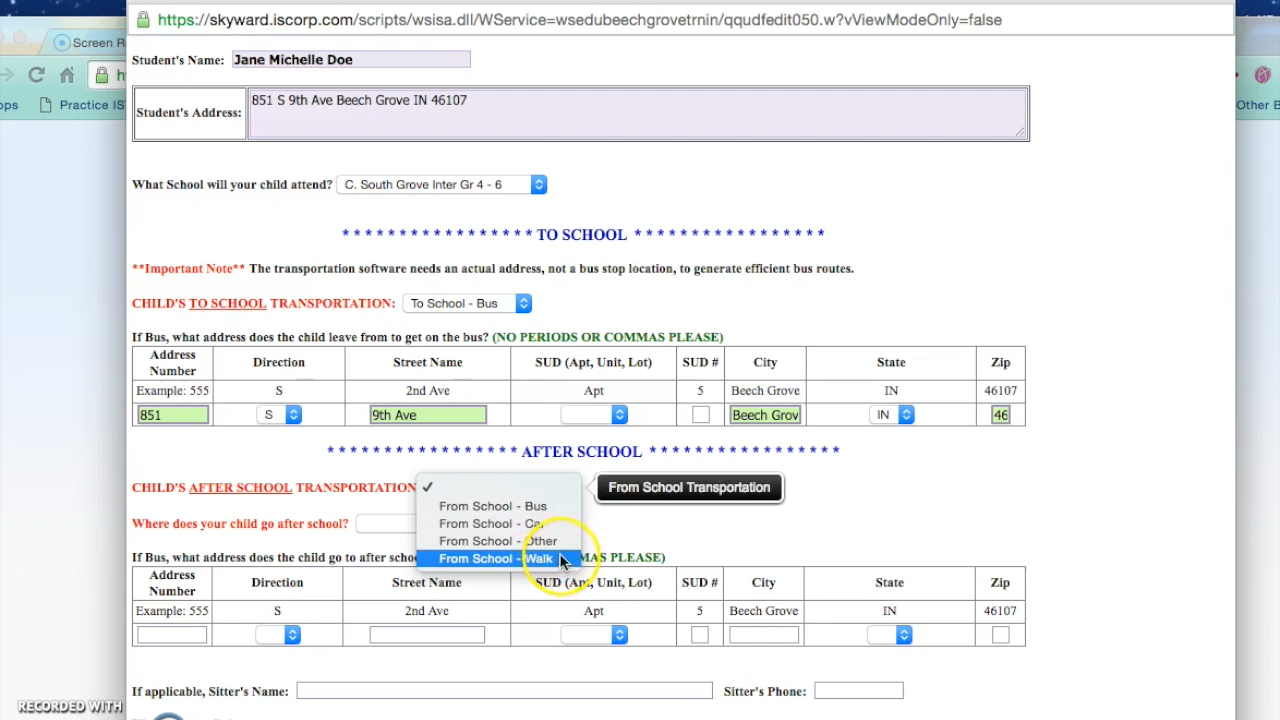 https://skyward.iscorp.com/scripts/wsisa.dll/WService=wsedubeechgrovetrnin/qqudfedit050.w?vViewModeOnly=false
Screen R
h
ops Practice IS Other B
Student's Name: Jane Michelle Doe
Student's Address: 851 S 9th Ave Beech Grove IN 46107
What School will your child attend? C. South Grove Inter Gr 4 - 6
* * * * * * * * * * * * * * * * * TO SCHOOL * * * * * * * * * * * * * * * * *
**Important Note** The transportation software needs an actual address, not a bus stop location, to generate efficient bus routes.
CHILD'S TO SCHOOL TRANSPORTATION: To School - Bus
If Bus, what address does the child leave from to get on the bus? (NO PERIODS OR COMMAS PLEASE)
Address Number Direction Street Name SUD (Apt, Unit, Lot) SUD # City State Zip
Example: 555 S 2nd Ave Apt 5 Beech Grove IN 46107
851 S 9th Ave Beech Grov IN 46
* * * * * * * * * * * * * * * * * AFTER SCHOOL * * * * * * * * * * * * * * * * *
CHILD'S AFTER SCHOOL TRANSPORTATION ✓ From School Transportation
From School - Bus
Where does your child go after school? From School - Ca
From School - Other
If Bus, what address does the child go to after scho From School - Walk MAS PLEASE)
Address Number Direction Street Name SUD (Apt, Unit, Lot) SUD # City State Zip
Example: 555 S 2nd Ave Apt 5 Beech Grove IN 46107
If applicable, Sitter's Name: Sitter's Phone:
RECORDED WITH